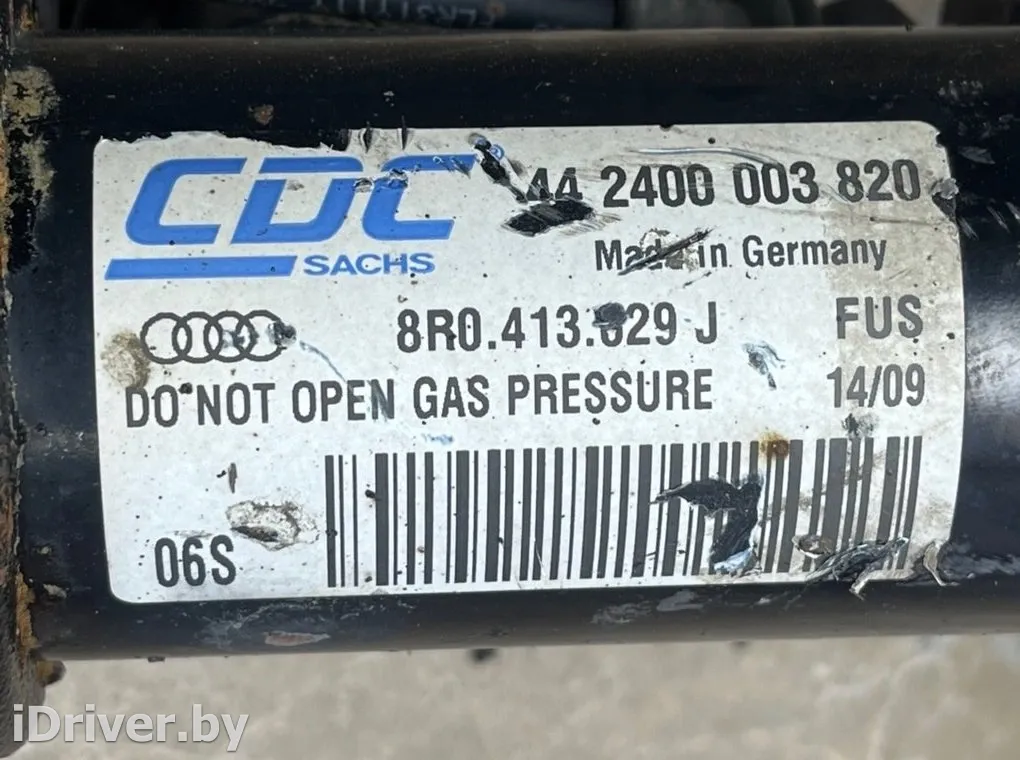 CDC 44 2400 003 820
SACHS Made in Germany
8R0.413.029 J FUS
DO NOT OPEN GAS PRESSURE 14/09
06S
iDriver.by